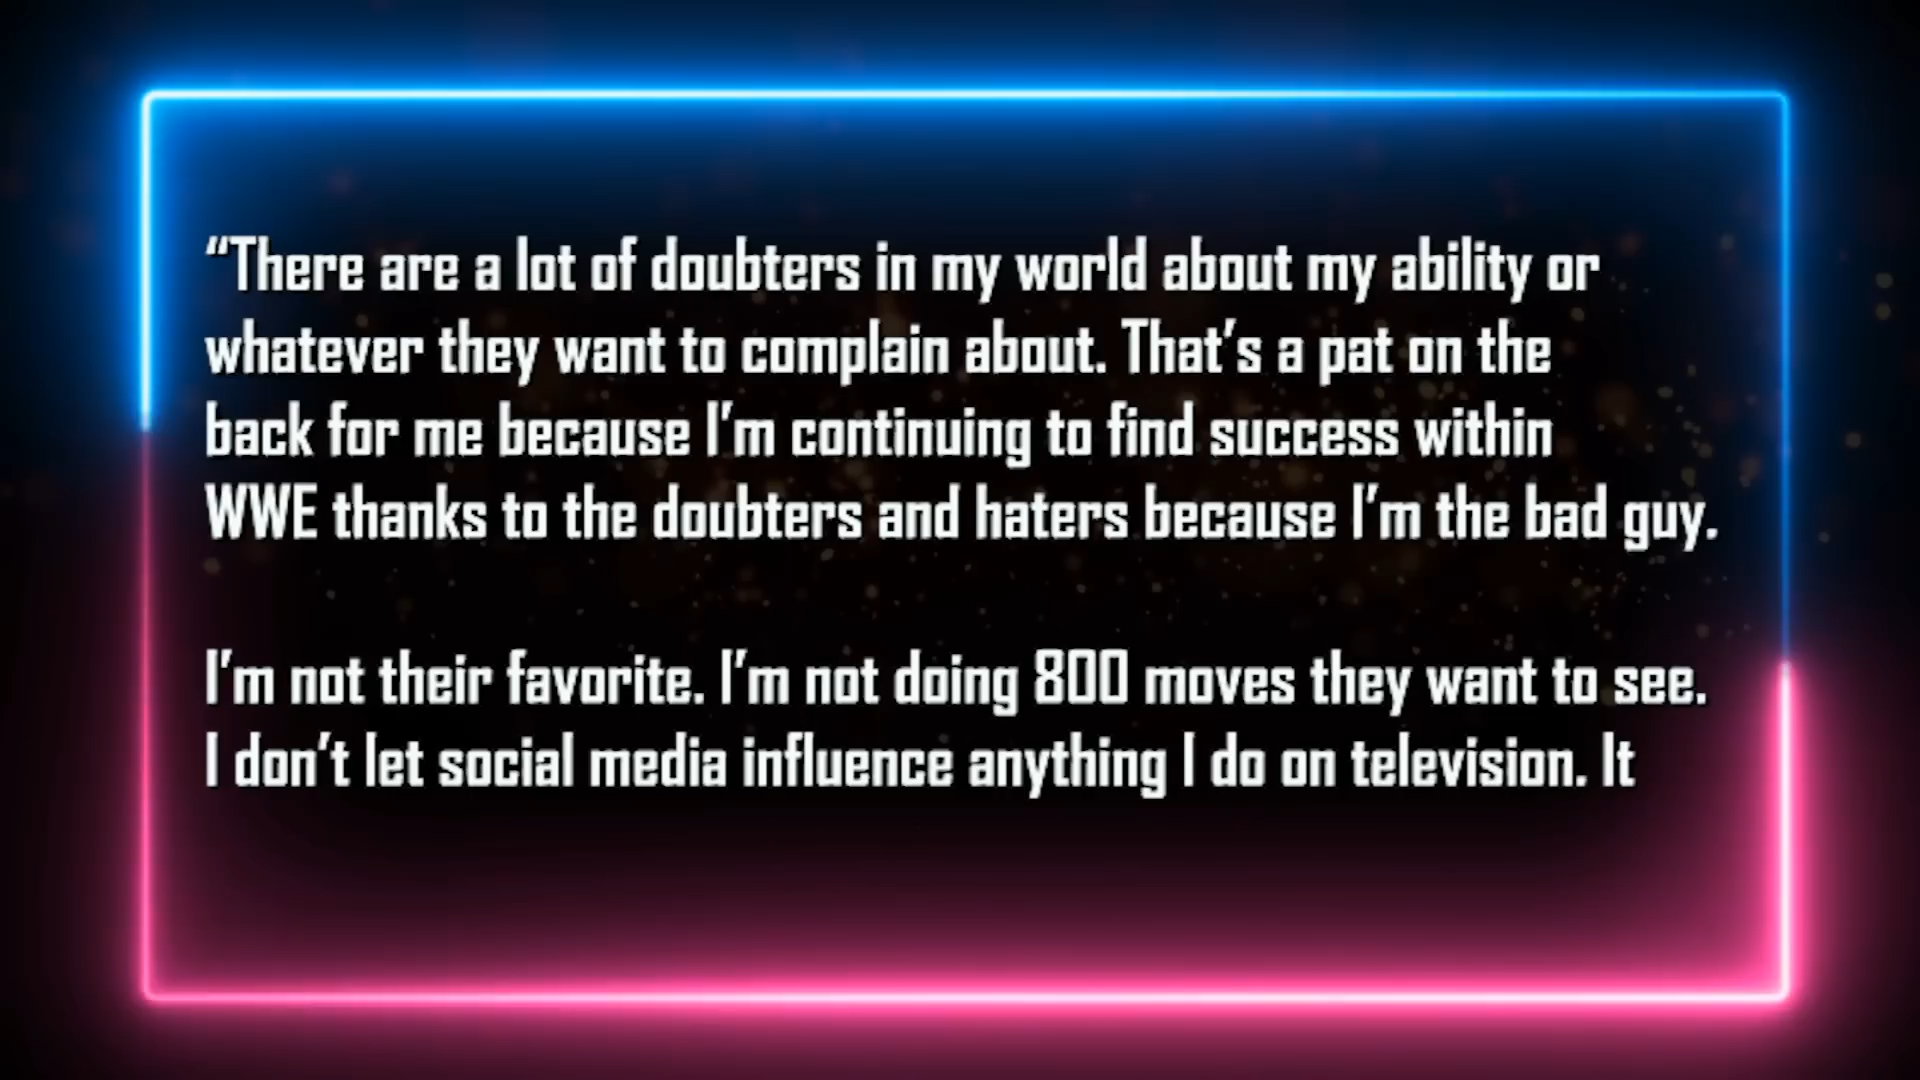 “There are a lot of doubters in my world about my ability or
whatever they want to complain about. That’s a pat on the
back for me because I’m continuing to find success within
WWE thanks to the doubters and haters because I’m the bad guy.
I’m not their favorite. I’m not doing 800 moves they want to see.
I don’t let social media influence anything I do on television. It